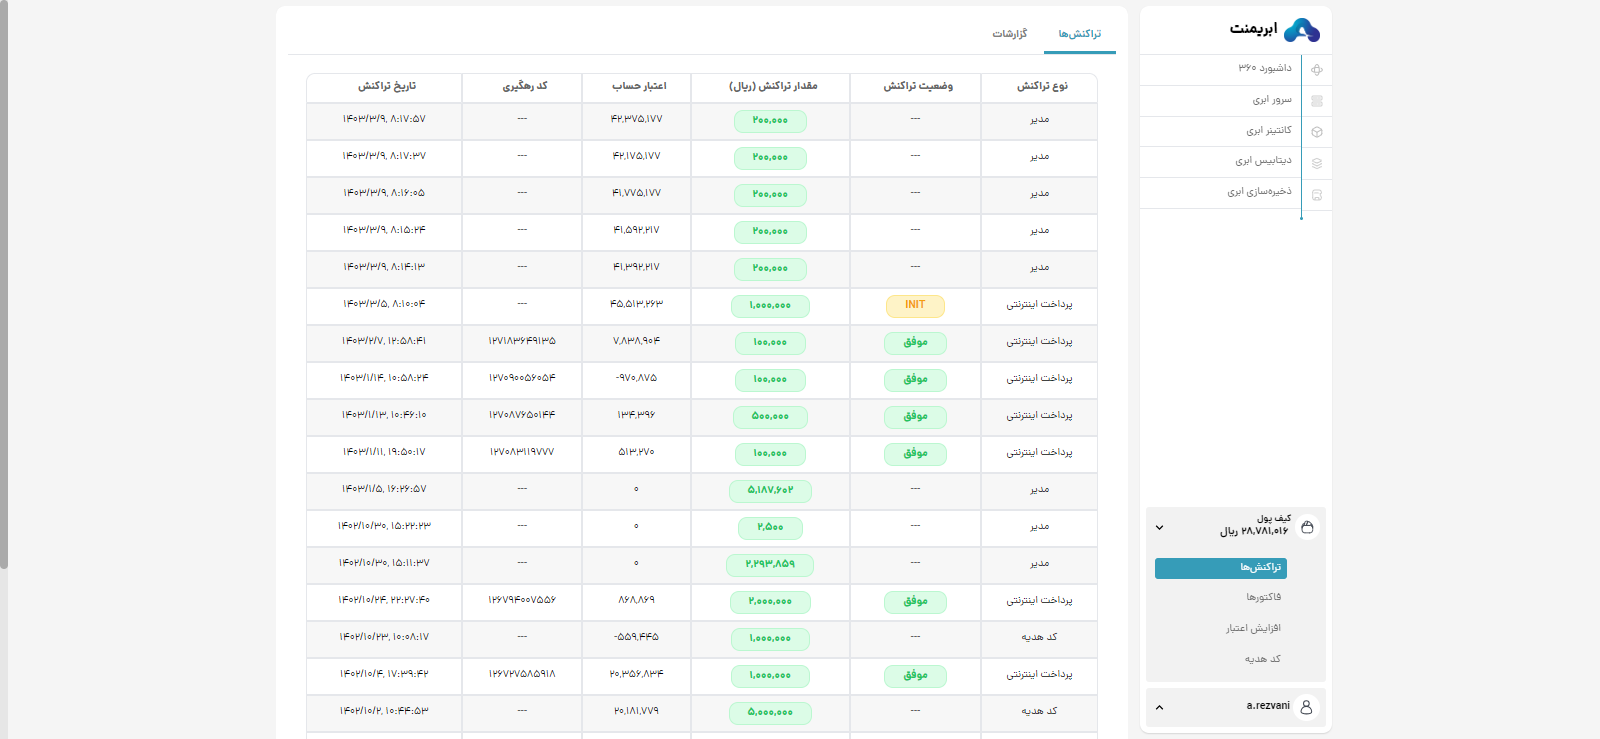 ابریمنت
داشبورد ۳۶۰
سرور ابری
کانتینر ابری
دیتابیس ابری
ذخیره‌سازی ابری
کیف پول
۲۸,۷۸۱,۰۱۶ ریال
تراکنش‌ها
فاکتورها
افزایش اعتبار
کد هدیه
a.rezvani
تراکنش‌ها گزارشات
نوع تراکنش وضعیت تراکنش مقدار تراکنش (ریال) اعتبار حساب کد رهگیری تاریخ تراکنش
مدیر --- ۲۰۰,۰۰۰ ۴۲,۳۷۵,۱۷۷ --- ۱۴۰۳/۳/۹, ۸:۱۷:۵۷
مدیر --- ۲۰۰,۰۰۰ ۴۲,۱۷۵,۱۷۷ --- ۱۴۰۳/۳/۹, ۸:۱۷:۳۷
مدیر --- ۲۰۰,۰۰۰ ۴۱,۷۷۵,۱۷۷ --- ۱۴۰۳/۳/۹, ۸:۱۶:۰۵
مدیر --- ۲۰۰,۰۰۰ ۴۱,۵۹۲,۲۱۷ --- ۱۴۰۳/۳/۹, ۸:۱۵:۲۴
مدیر --- ۲۰۰,۰۰۰ ۴۱,۳۹۲,۲۱۷ --- ۱۴۰۳/۳/۹, ۸:۱۴:۱۳
پرداخت اینترنتی INIT ۱,۰۰۰,۰۰۰ ۴۵,۵۱۳,۲۶۳ --- ۱۴۰۳/۳/۵, ۸:۱۰:۰۴
پرداخت اینترنتی موفق ۱۰۰,۰۰۰ ۷,۸۳۸,۹۰۴ ۱۲۷۱۸۳۶۴۹۱۳۵ ۱۴۰۳/۲/۷, ۱۲:۵۸:۴۱
پرداخت اینترنتی موفق ۱۰۰,۰۰۰ -۹۷۰,۸۷۵ ۱۲۷۰۹۰۰۵۶۰۵۴ ۱۴۰۳/۱/۱۴, ۱۰:۵۸:۲۴
پرداخت اینترنتی موفق ۵۰۰,۰۰۰ ۱۳۴,۳۹۶ ۱۲۷۰۸۷۶۵۰۱۴۴ ۱۴۰۳/۱/۱۳, ۱۰:۴۶:۱۰
پرداخت اینترنتی موفق ۱۰۰,۰۰۰ ۵۱۳,۲۷۰ ۱۲۷۰۸۳۱۱۹۷۷۷ ۱۴۰۳/۱/۱۱, ۱۹:۵۰:۱۷
مدیر --- ۵,۱۸۷,۶۰۲ ۰ --- ۱۴۰۳/۱/۵, ۱۶:۲۶:۵۷
مدیر --- ۲,۵۰۰ ۰ --- ۱۴۰۲/۱۰/۳۰, ۱۵:۲۲:۲۳
مدیر --- ۲,۲۹۳,۸۵۹ ۰ --- ۱۴۰۲/۱۰/۳۰, ۱۵:۱۱:۳۷
پرداخت اینترنتی موفق ۲,۰۰۰,۰۰۰ ۸۶۸,۸۶۹ ۱۲۶۷۹۴۰۰۷۵۵۶ ۱۴۰۲/۱۰/۲۴, ۲۲:۲۷:۴۰
کد هدیه --- ۱,۰۰۰,۰۰۰ -۵۵۹,۴۴۵ --- ۱۴۰۲/۱۰/۲۳, ۱۰:۰۸:۱۷
پرداخت اینترنتی موفق ۱,۰۰۰,۰۰۰ ۲۰,۳۵۶,۸۳۴ ۱۲۶۷۲۷۵۸۵۹۱۸ ۱۴۰۲/۱۰/۴, ۱۷:۳۹:۴۲
کد هدیه --- ۵,۰۰۰,۰۰۰ ۲۰,۱۸۱,۷۷۹ --- ۱۴۰۲/۱۰/۲, ۱۰:۴۴:۵۳